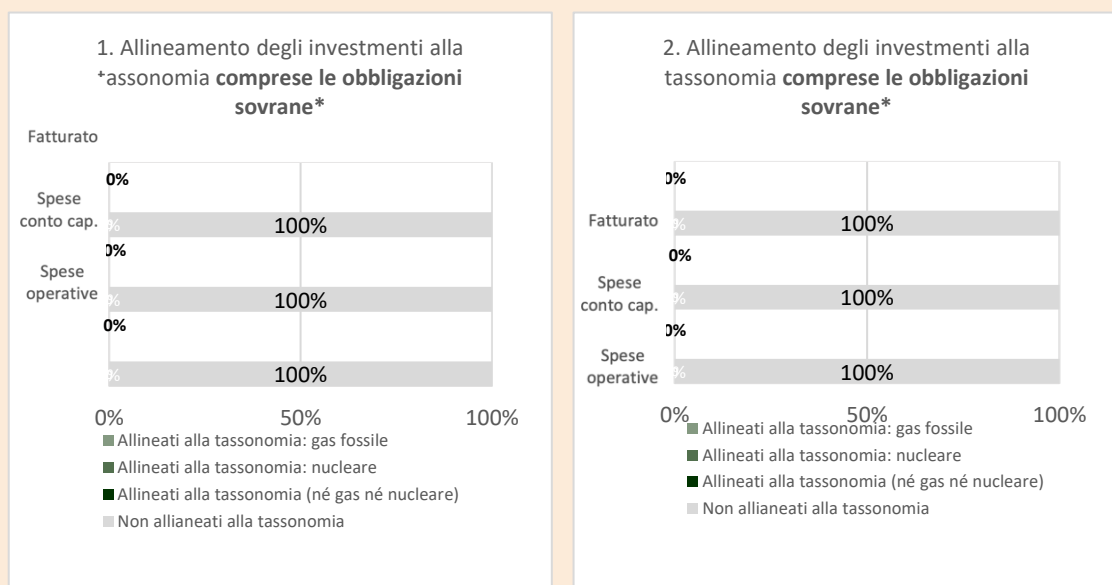 1. Allineamento degli investmenti alla
tassonomia comprese le obbligazioni
sovrane*
Fatturato
0%
Spese
conto cap.
% 100%
0%
Spese
operative
% 100%
0%
% 100%
0% 50% 100%
Allineati alla tassonomia: gas fossile
Allineati alla tassonomia: nucleare
Allineati alla tassonomia (né gas né nucleare)
Non allianeati alla tassonomia
2. Allineamento degli investmenti alla
tassonomia comprese le obbligazioni
sovrane*
0%
Fatturato
% 100%
0%
Spese
conto cap.
% 100%
0%
Spese
operative
% 100%
0% 50% 100%
Allineati alla tassonomia: gas fossile
Allineati alla tassonomia: nucleare
Allineati alla tassonomia (né gas né nucleare)
Non allianeati alla tassonomia